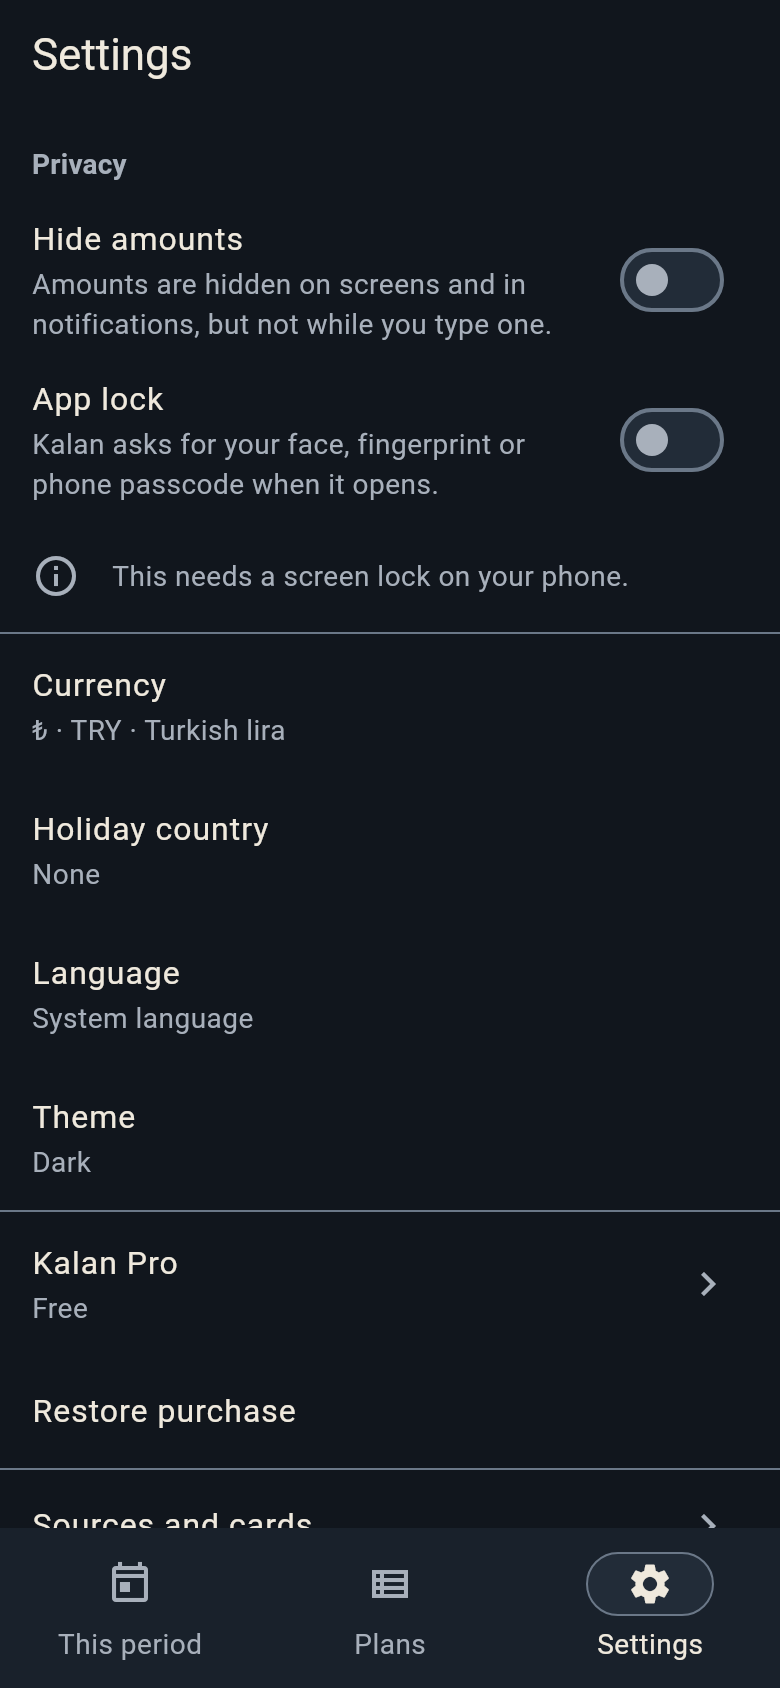 Settings
Privacy
Hide amounts
Amounts are hidden on screens and in
notifications, but not while you type one.
App lock
Kalan asks for your face, fingerprint or
phone passcode when it opens.
This needs a screen lock on your phone.
Currency
₺ · TRY · Turkish lira
Holiday country
None
Language
System language
Theme
Dark
Kalan Pro
Free
Restore purchase
Sources and cards
This period
Plans
Settings